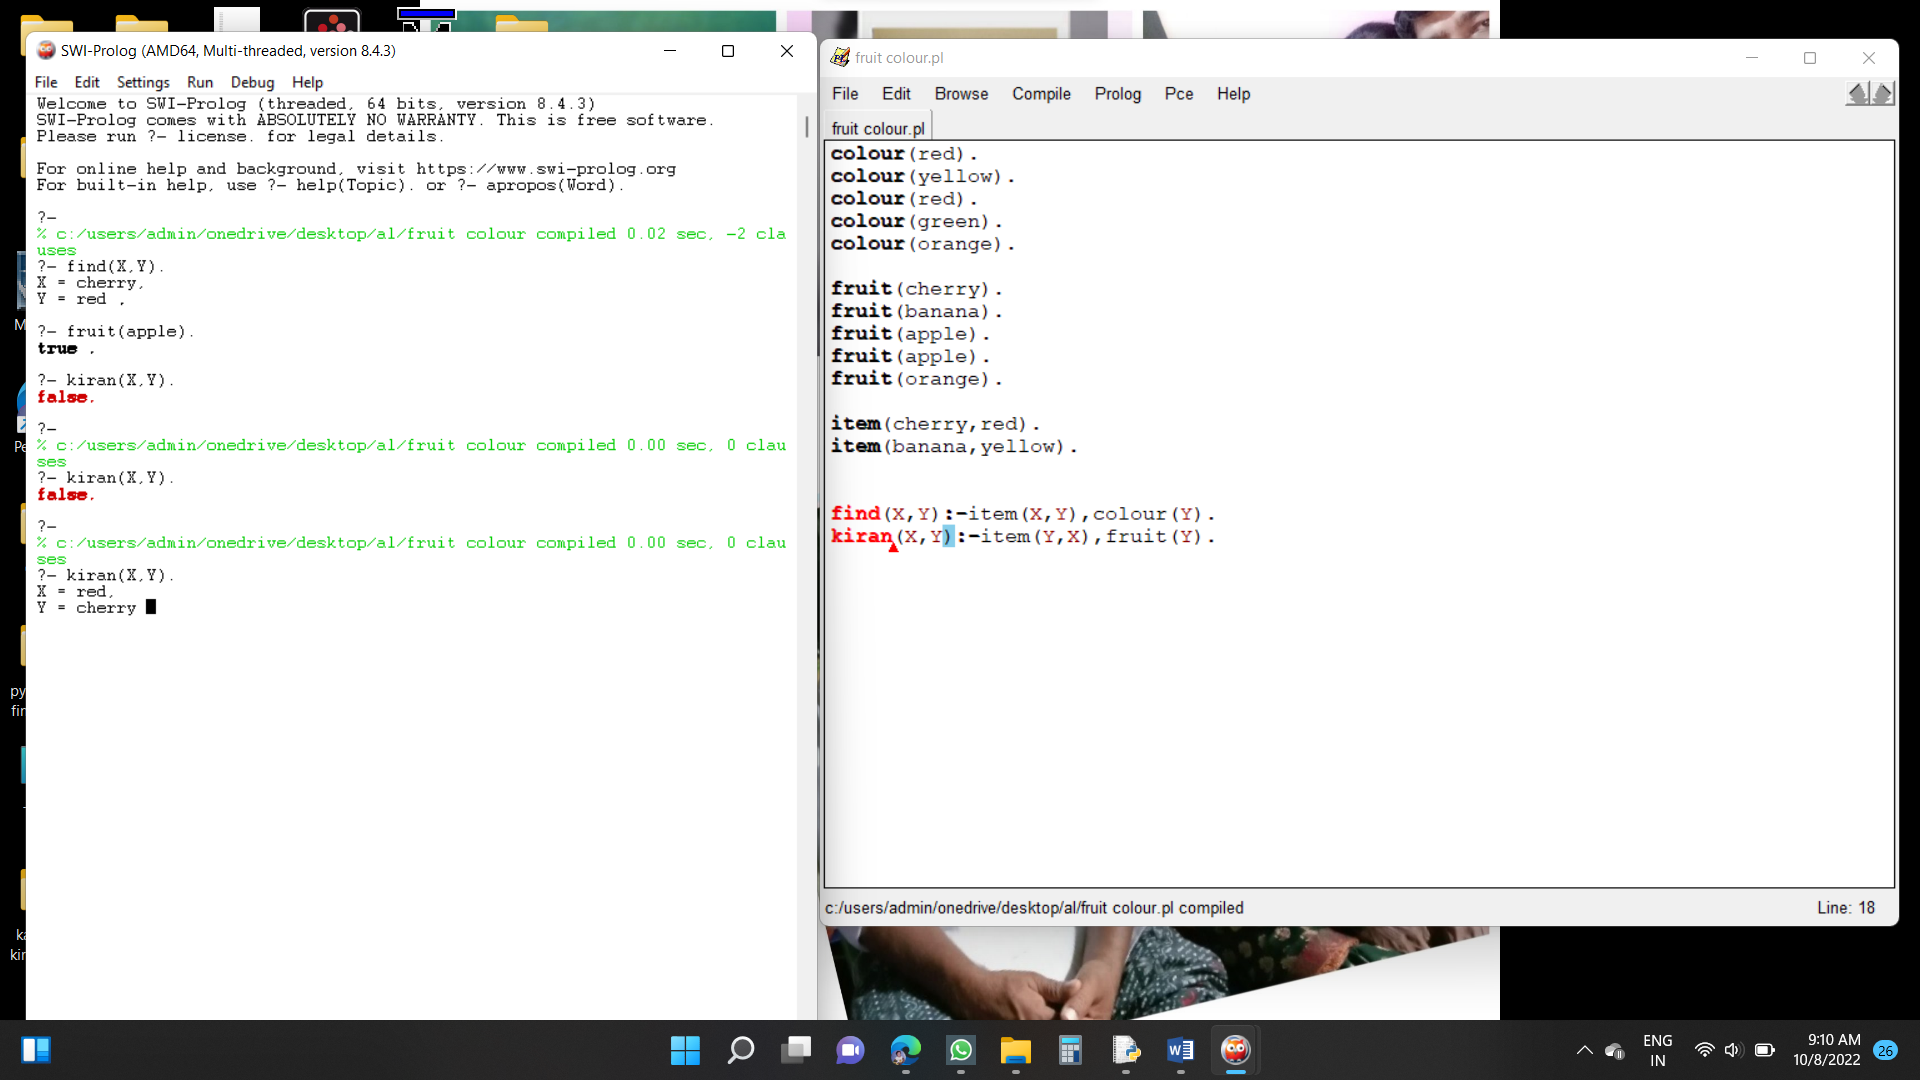 SWI-Prolog (AMD64, Multi-threaded, version 8.4.3)
File Edit Settings Run Debug Help
Welcome to SWI-Prolog (threaded, 64 bits, version 8.4.3)
SWI-Prolog comes with ABSOLUTELY NO WARRANTY. This is free software.
Please run ?- license. for legal details.
For online help and background, visit https://www.swi-prolog.org
For built-in help, use ?- help(Topic). or ?- apropos(Word).
?-
% c:/users/admin/onedrive/desktop/al/fruit colour compiled 0.02 sec, -2 cla
uses
?- find(X,Y).
X = cherry,
Y = red .
?- fruit(apple).
true .
?- kiran(X,Y).
false.
?-
% c:/users/admin/onedrive/desktop/al/fruit colour compiled 0.00 sec, 0 clau
ses
?- kiran(X,Y).
false.
?-
% c:/users/admin/onedrive/desktop/al/fruit colour compiled 0.00 sec, 0 clau
ses
?- kiran(X,Y).
X = red,
Y = cherry
fruit colour.pl
File Edit Browse Compile Prolog Pce Help
fruit colour.pl
colour(red).
colour(yellow).
colour(red).
colour(green).
colour(orange).
fruit(cherry).
fruit(banana).
fruit(apple).
fruit(apple).
fruit(orange).
item(cherry,red).
item(banana,yellow).
find(X,Y):-item(X,Y),colour(Y).
kiran(X,Y):-item(Y,X),fruit(Y).
c:/users/admin/onedrive/desktop/al/fruit colour.pl compiled
Line: 18
ENG
IN
9:10 AM
10/8/2022
26